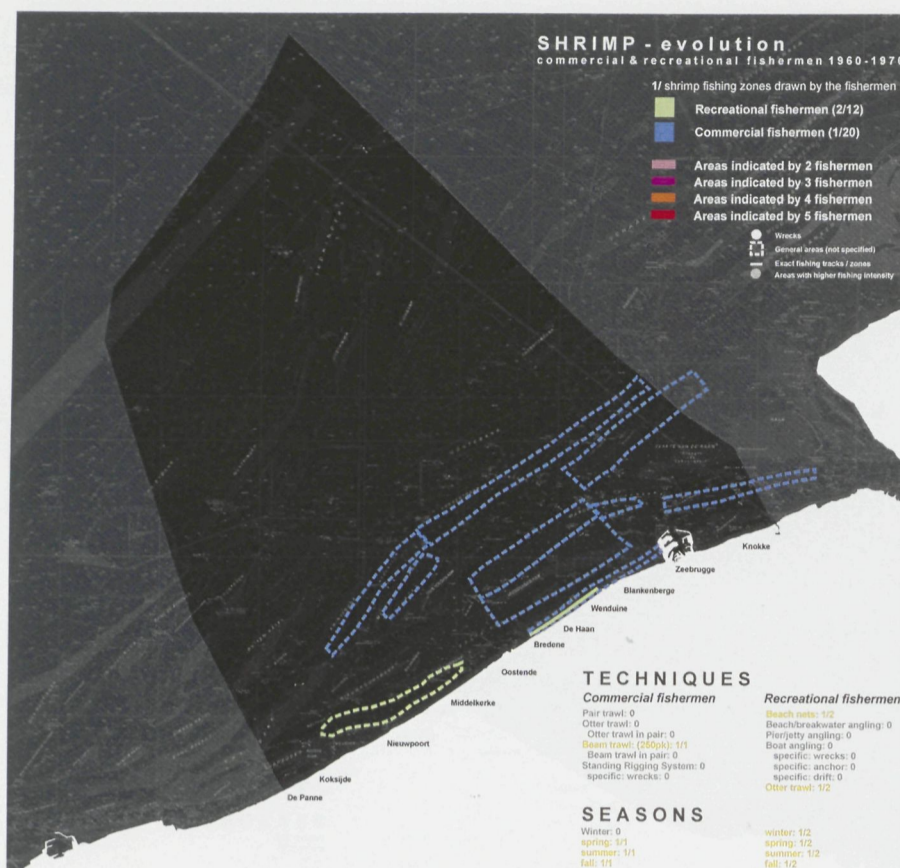 SHRIMP - evolution
commercial & recreational fishermen 1960-1970
1/ shrimp fishing zones drawn by the fishermen
Recreational fishermen (2/12)
Commercial fishermen (1/20)
Areas indicated by 2 fishermen
Areas indicated by 3 fishermen
Areas indicated by 4 fishermen
Areas indicated by 5 fishermen
Wrecks
General areas (not specified)
Exact fishing tracks / zones
Areas with higher fishing intensity
Knokke
Zeebrugge
Blankenberge
Wenduine
De Haan
Bredene
Oostende
Middelkerke
Nieuwpoort
Koksijde
De Panne
TECHNIQUES
Commercial fishermen
Pair trawl: 0
Otter trawl: 0
Otter trawl in pair: 0
Beam trawl: (250pk): 1/1
Beam trawl in pair: 0
Standing Rigging System: 0
specific: wrecks: 0
Recreational fishermen
Beach nets: 1/2
Beach/breakwater angling: 0
Pier/jetty angling: 0
Boat angling: 0
specific: wrecks: 0
specific: anchor: 0
specific: drift: 0
Otter trawl: 1/2
SEASONS
Winter: 0
spring: 1/1
summer: 1/1
fall: 1/1
winter: 1/2
spring: 1/2
summer: 1/2
fall: 1/2